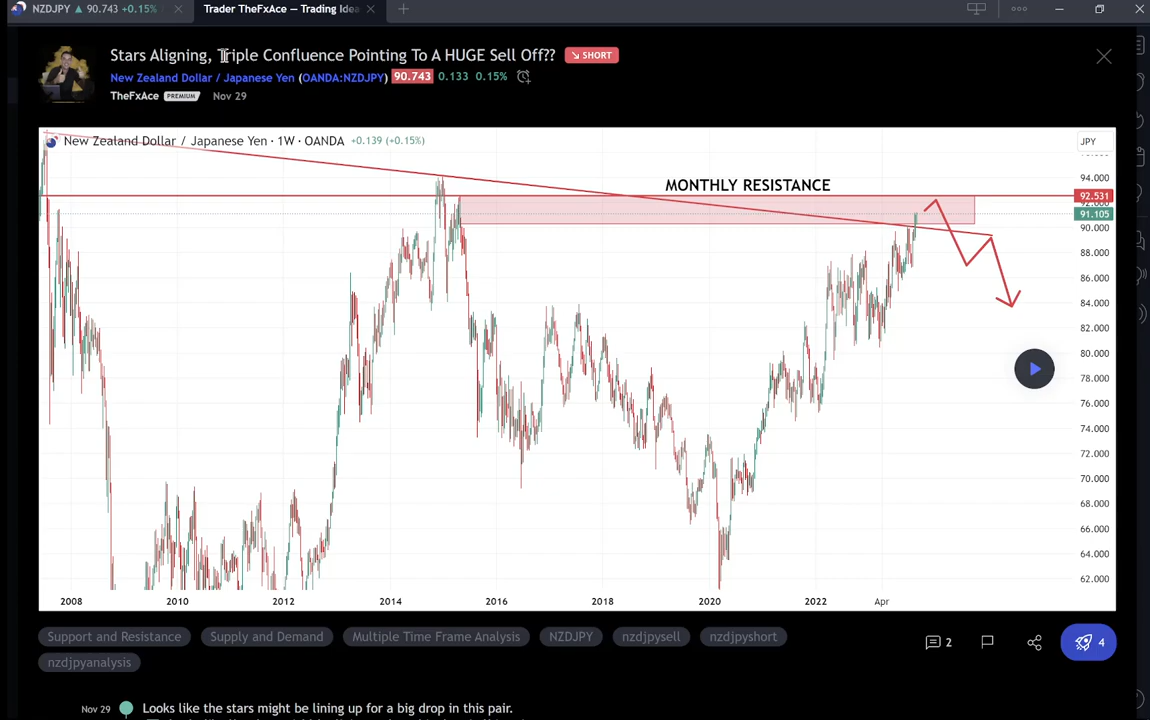 NZDJPY ▲ 90.743 +0.15%
Trader TheFxAce — Trading Idea
Stars Aligning, Triple Confluence Pointing To A HUGE Sell Off??
SHORT
New Zealand Dollar / Japanese Yen (OANDA:NZDJPY) 90.743 0.133 0.15%
TheFxAce PREMIUM Nov 29
New Zealand Dollar / Japanese Yen · 1W · OANDA +0.139 (+0.15%)
JPY
94.000
MONTHLY RESISTANCE
92.531
91.105
90.000
88.000
86.000
84.000
82.000
80.000
78.000
76.000
74.000
72.000
70.000
68.000
66.000
64.000
62.000
2008 2010 2012 2014 2016 2018 2020 2022 Apr
Support and Resistance Supply and Demand Multiple Time Frame Analysis NZDJPY nzdjpysell nzdjpyshort
2 4
nzdjpyanalysis
Nov 29 Looks like the stars might be lining up for a big drop in this pair.